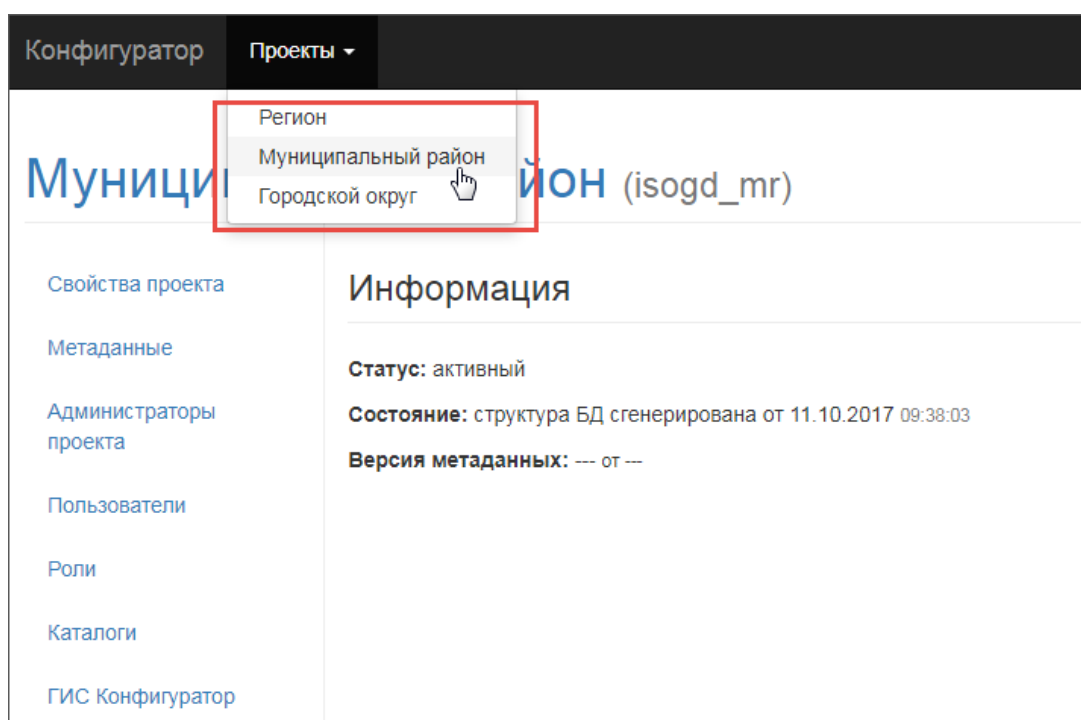 Конфигуратор Проекты
Регион
Муниципальный район
Городской округ
Муници йон (isogd_mr)
Свойства проекта
Метаданные
Администраторы
проекта
Пользователи
Роли
Каталоги
ГИС Конфигуратор
Информация
Статус: активный
Состояние: структура БД сгенерирована от 11.10.2017 09:38:03
Версия метаданных: --- от ---